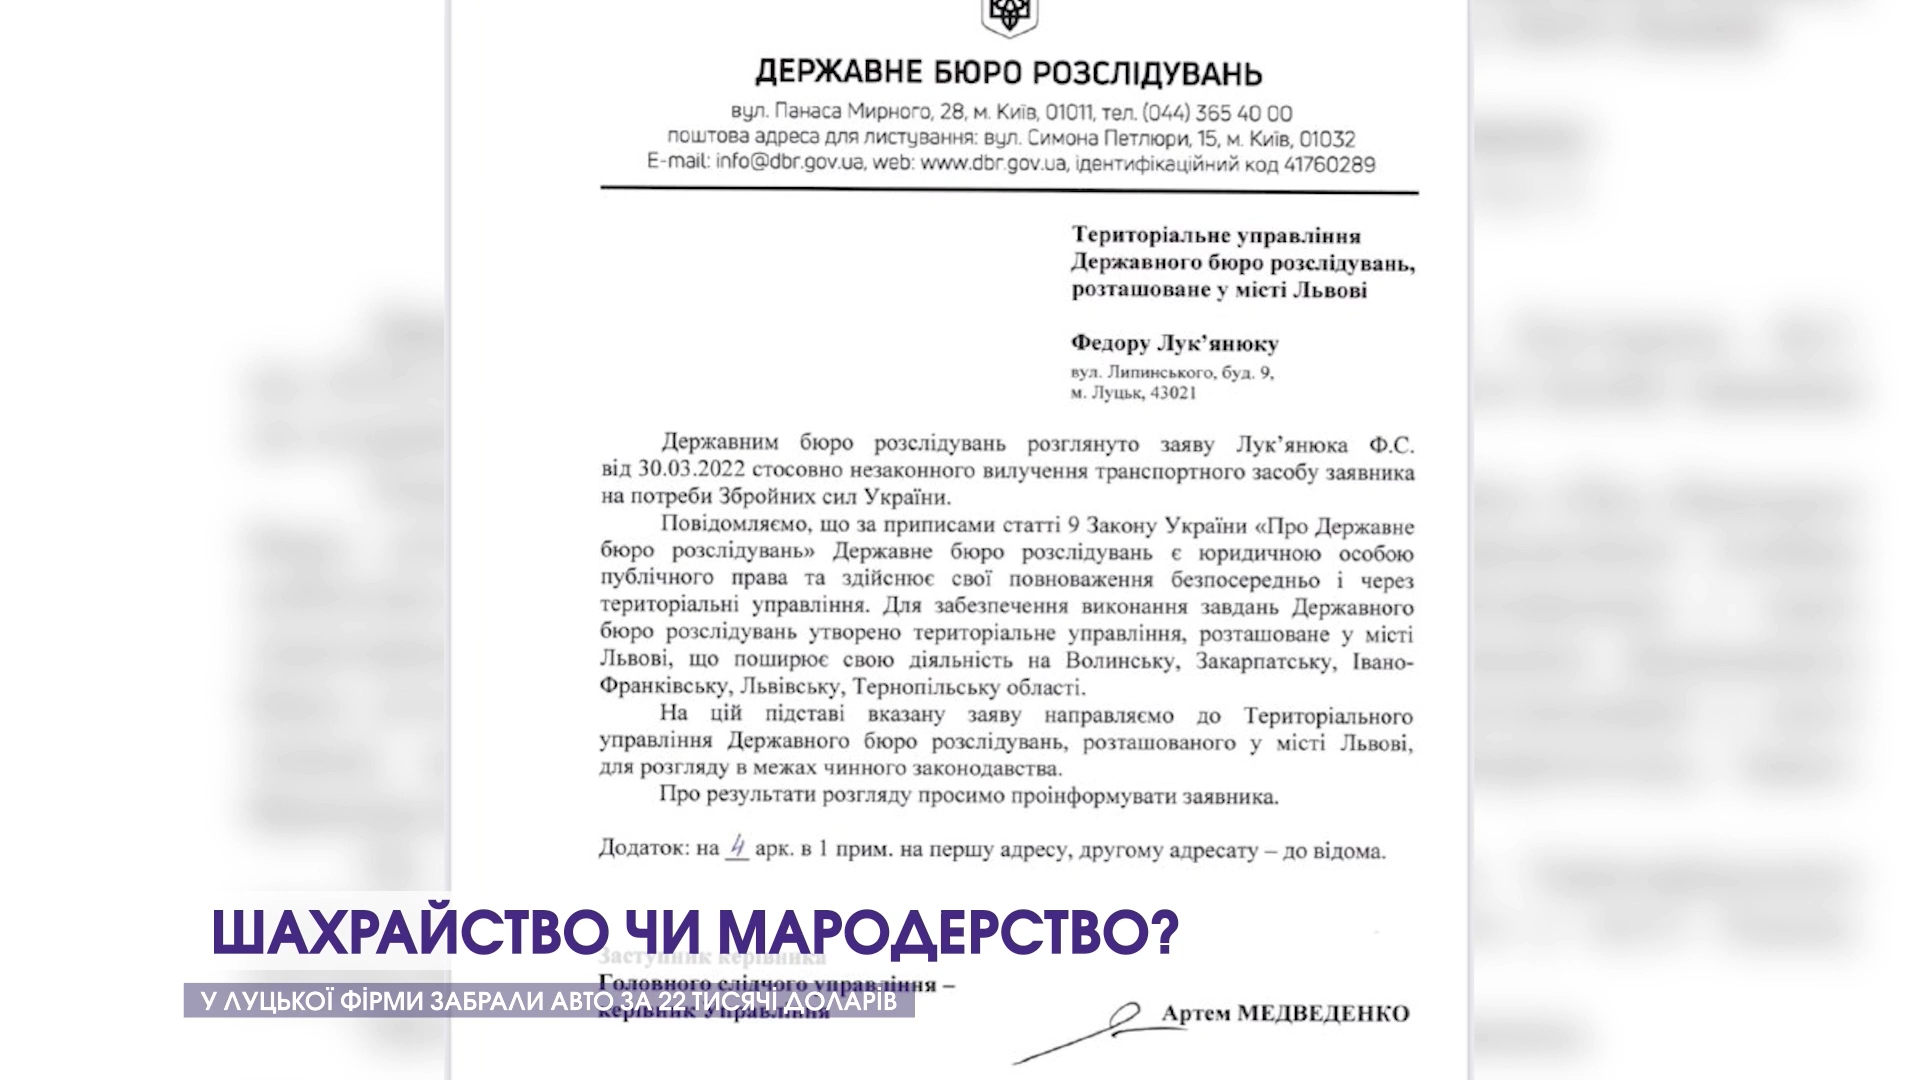 ДЕРЖАВНЕ БЮРО РОЗСЛІДУВАНЬ
вул. Панаса Мирного, 28, м. Київ, 01011, тел. (044) 365 40 00
поштова адреса для листування: вул. Симона Петлюри, 15, м. Київ, 01032
E-mail: info@dbr.gov.ua, web: www.dbr.gov.ua, ідентифікаційний код 41760289
Територіальне управління
Державного бюро розслідувань,
розташоване у місті Львові
Федору Лук’янюку
вул. Липинського, буд. 9,
м. Луцьк, 43021
Державним бюро розслідувань розглянуто заяву Лук’янюка Ф.С.
від 30.03.2022 стосовно незаконного вилучення транспортного засобу заявника
на потреби Збройних сил України.
Повідомляємо, що за приписами статті 9 Закону України «Про Державне
бюро розслідувань» Державне бюро розслідувань є юридичною особою
публічного права та здійснює свої повноваження безпосередньо і через
територіальні управління. Для забезпечення виконання завдань Державного
бюро розслідувань утворено територіальне управління, розташоване у місті
Львові, що поширює свою діяльність на Волинську, Закарпатську, Івано-
Франківську, Львівську, Тернопільську області.
На цій підставі вказану заяву направляємо до Територіального
управління Державного бюро розслідувань, розташованого у місті Львові,
для розгляду в межах чинного законодавства.
Про результати розгляду просимо проінформувати заявника.
Додаток: на 4 арк. в 1 прим. на першу адресу, другому адресату – до відома.
ШАХРАЙСТВО ЧИ МАРОДЕРСТВО?
Заступник керівника
Головного слідчого управління –
У ЛУЦЬКОЇ ФІРМИ ЗАБРАЛИ АВТО ЗА 22 ТИСЯЧІ ДОЛАРІВ
керівник Управління
Артем МЕДВЕДЕНКО